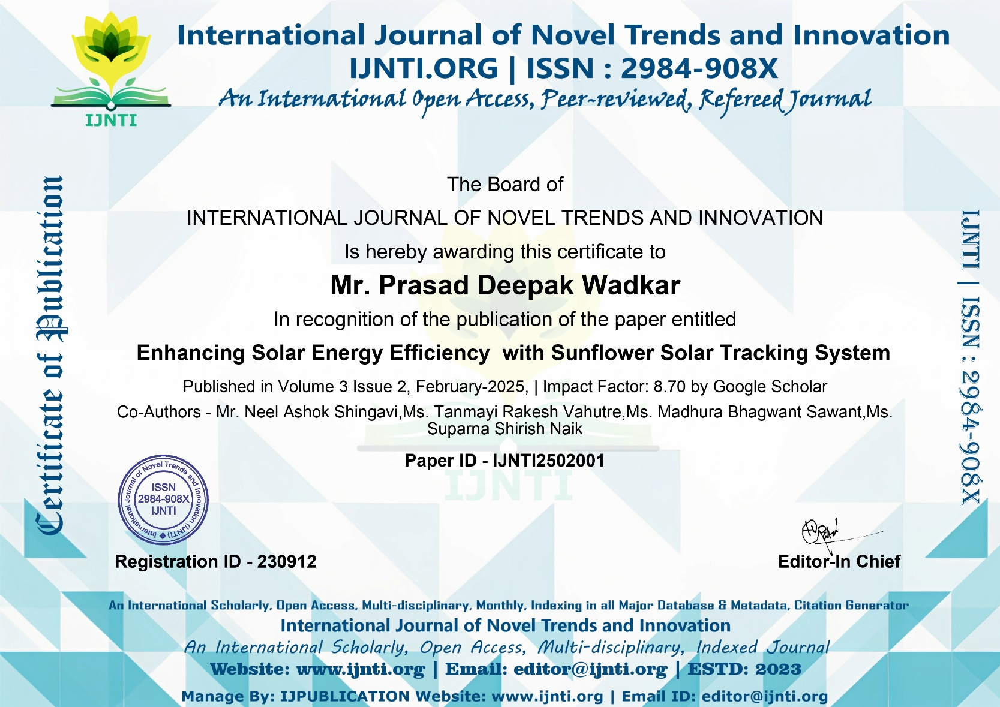 International Journal of Novel Trends and Innovation
IJNTI.ORG | ISSN : 2984-908X
An International Open Access, Peer-reviewed, Refereed Journal
IJNTI
Certificate of Publication
The Board of
INTERNATIONAL JOURNAL OF NOVEL TRENDS AND INNOVATION
Is hereby awarding this certificate to
Mr. Prasad Deepak Wadkar
In recognition of the publication of the paper entitled
Enhancing Solar Energy Efficiency  with Sunflower Solar Tracking System
Published in Volume 3 Issue 2, February-2025, | Impact Factor: 8.70 by Google Scholar
Co-Authors - Mr. Neel Ashok Shingavi,Ms. Tanmayi Rakesh Vahutre,Ms. Madhura Bhagwant Sawant,Ms.
Suparna Shirish Naik
Paper ID - IJNTI2502001
IJNTI
IJNTI | ISSN : 2984-908X
International Journal of Novel Trends and Innovation (IJNTI)
ISSN
2984-908X
IJNTI
Registration ID - 230912
Editor-In Chief
An International Scholarly, Open Access, Multi-disciplinary, Monthly, Indexing in all Major Database & Metadata, Citation Generator
International Journal of Novel Trends and Innovation
An International Scholarly, Open Access, Multi-disciplinary, Indexed Journal
Website: www.ijnti.org | Email: editor@ijnti.org | ESTD: 2023
Manage By: IJPUBLICATION Website: www.ijnti.org | Email ID: editor@ijnti.org